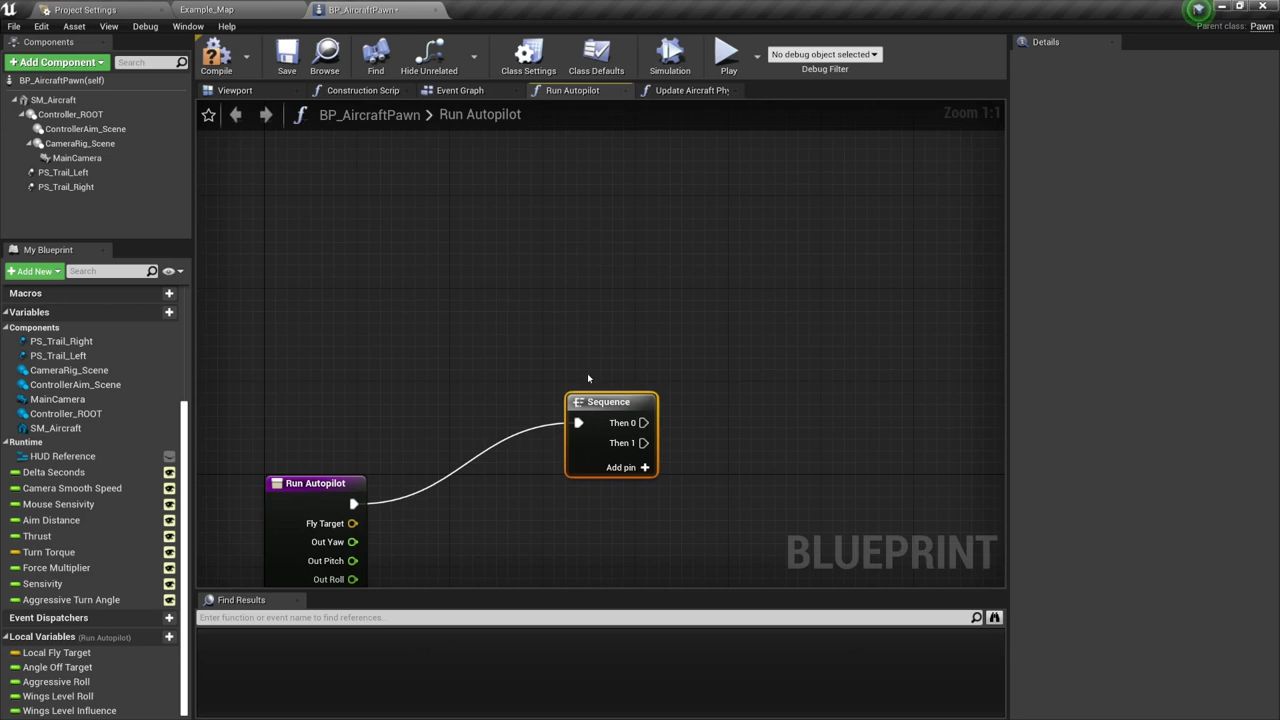 Project Settings
Example_Map
BP_AircraftPawn*
File Edit Asset View Debug Window Help
Parent class: Pawn
Components
+ Add Component
Search
BP_AircraftPawn(self)
SM_Aircraft
Controller_ROOT
ControllerAim_Scene
CameraRig_Scene
MainCamera
PS_Trail_Left
PS_Trail_Right
Compile
Save
Browse
Find
Hide Unrelated
Class Settings
Class Defaults
Simulation
Play
No debug object selected
Debug Filter
Viewport
Construction Scrip
Event Graph
Run Autopilot
Update Aircraft Phy
BP_AircraftPawn > Run Autopilot
Zoom 1:1
My Blueprint
+ Add New
Search
Macros
Variables
Components
PS_Trail_Right
PS_Trail_Left
CameraRig_Scene
ControllerAim_Scene
MainCamera
Controller_ROOT
SM_Aircraft
Runtime
HUD Reference
Delta Seconds
Camera Smooth Speed
Mouse Sensivity
Aim Distance
Thrust
Turn Torque
Force Multiplier
Sensivity
Aggressive Turn Angle
Event Dispatchers
Local Variables (Run Autopilot)
Local Fly Target
Angle Off Target
Aggressive Roll
Wings Level Roll
Wings Level Influence
Sequence
Then 0
Then 1
Add pin +
Run Autopilot
Fly Target
Out Yaw
Out Pitch
Out Roll
BLUEPRINT
Find Results
Enter function or event name to find references...
Details